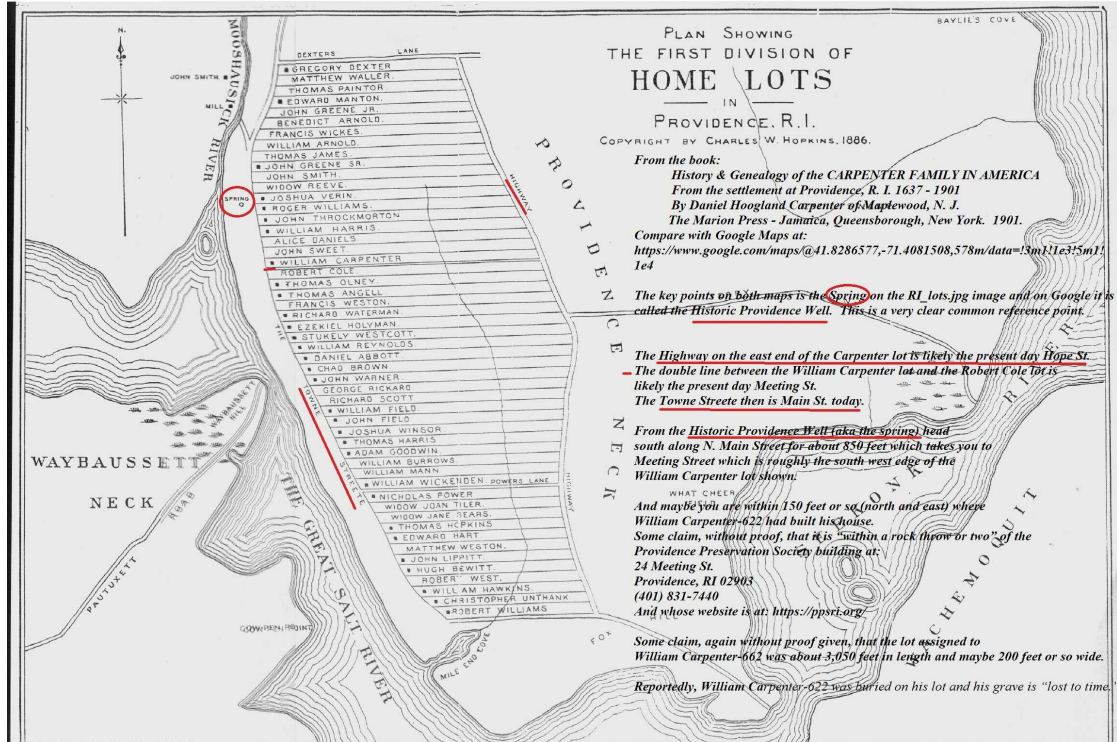 BAYLIE'S COVE
N.
PLAN SHOWING
THE FIRST DIVISION OF
HOME LOTS
IN
PROVIDENCE, R.I.
COPYRIGHT BY CHARLES W. HOPKINS, 1886.
MOOSHAUSICK RIVER
JOHN SMITH.
MILL
SPRING
DEXTERS LANE
GREGORY DEXTER
MATTHEW WALLER.
THOMAS PAINTOR
EDWARD MANTON.
JOHN GREENE JR.
BENEDICT ARNOLD.
FRANCIS WICKES.
WILLIAM ARNOLD.
THOMAS JAMES.
JOHN GREENE SR.
JOHN SMITH.
WIDOW REEVE.
JOSHUA VERIN.
ROGER WILLIAMS.
JOHN THROCKMORTON
WILLIAM HARRIS.
ALICE DANIELS
JOHN SWEET.
WILLIAM CARPENTER
ROBERT COLE
THOMAS OLNEY.
THOMAS ANGELL
FRANCIS WESTON.
RICHARD WATERMAN.
EZEKIEL HOLYMAN.
STUKELY WESTCOTT.
WILLIAM REYNOLDS.
DANIEL ABBOTT.
CHAD BROWN.
JOHN WARNER.
GEORGE RICKARD
RICHARD SCOTT
WILLIAM FIELD.
JOHN FIELD.
JOSHUA WINSOR.
THOMAS HARRIS
ADAM GOODWIN.
WILLIAM BURROWS.
WILLIAM MANN
WILLIAM WICKENDEN POWERS LANE
NICHOLAS POWER
WIDOW JOAN TILER.
WIDOW JANE SEARS.
THOMAS HOPKINS
EDWARD HART.
MATTHEW WESTON.
JOHN LIPPITT.
HUGH BEWITT.
ROBERT WEST.
WILLIAM HAWKINS.
CHRISTOPHER UNTHANK
ROBERT WILLIAMS
THE TOWNE STREETE
HIGHWAY
HIGHWAY
PROVIDENCE NECK
WAYBAUSSETT HILL
WAYBAUSSETT
NECK
PAUTUXETT ROAD
THE GREAT SALT RIVER
MILE END COVE
FOX HILL
WHAT CHEER
FIELD
RIVER
WACHEMOQUIT
From the book:
History & Genealogy of the CARPENTER FAMILY IN AMERICA
From the settlement at Providence, R. I. 1637 - 1901
By Daniel Hoogland Carpenter of Maplewood, N. J.
The Marion Press - Jamaica, Queensborough, New York. 1901.
Compare with Google Maps at:
https://www.google.com/maps/@41.8286577,-71.4081508,578m/data=!3m1!1e3!5m1!
1e4
The key points on both maps is the Spring on the RI_lots.jpg image and on Google it is
called the Historic Providence Well. This is a very clear common reference point.
The Highway on the east end of the Carpenter lot is likely the present day Hope St.
The double line between the William Carpenter lot and the Robert Cole lot is
likely the present day Meeting St.
The Towne Streete then is Main St. today.
From the Historic Providence Well (aka the spring) head
south along N. Main Street for about 850 feet which takes you to
Meeting Street which is roughly the south west edge of the
William Carpenter lot shown.
And maybe you are within 150 feet or so (north and east) where
William Carpenter-622 had built his house.
Some claim, without proof, that it is "within a rock throw or two" of the
Providence Preservation Society building at:
24 Meeting St.
Providence, RI 02903
(401) 831-7440
And whose website is at: https://ppsri.org/
Some claim, again without proof given, that the lot assigned to
William Carpenter-662 was about 3,050 feet in length and maybe 200 feet or so wide.
Reportedly, William Carpenter-622 was buried on his lot and his grave is "lost to time."